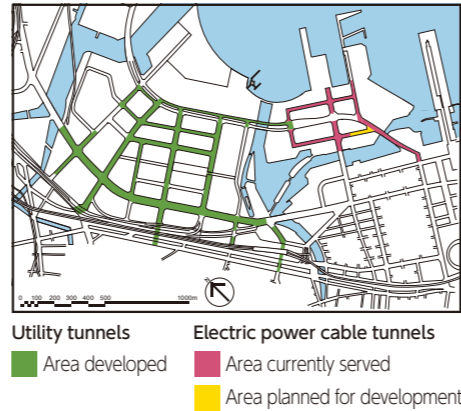 0 100 200 300 400 500 1000m
Utility tunnels
Electric power cable tunnels
Area developed
Area currently served
Area planned for development